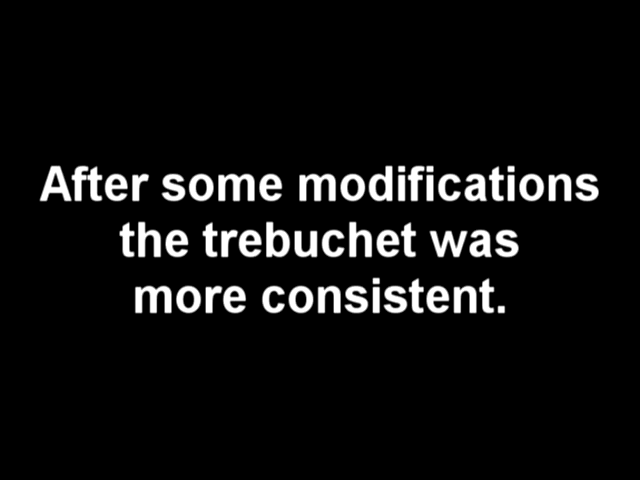 After some modifications
the trebuchet was
more consistent.